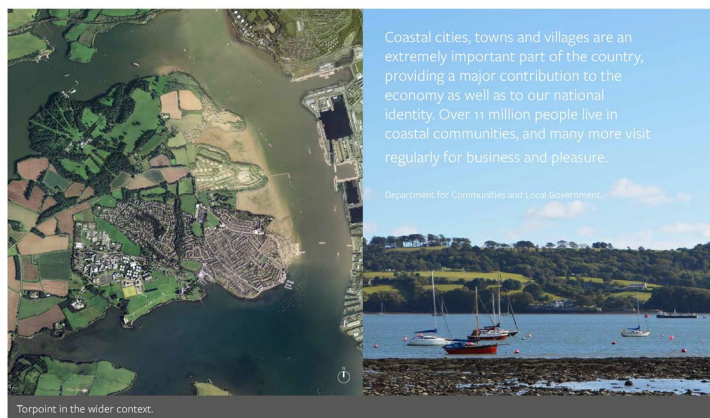 Coastal cities, towns and villages are an
extremely important part of the country,
providing a major contribution to the
economy as well as to our national
identity. Over 11 million people live in
coastal communities, and many more visit
regularly for business and pleasure.
Department for Communities and Local Government.
Torpoint in the wider context.